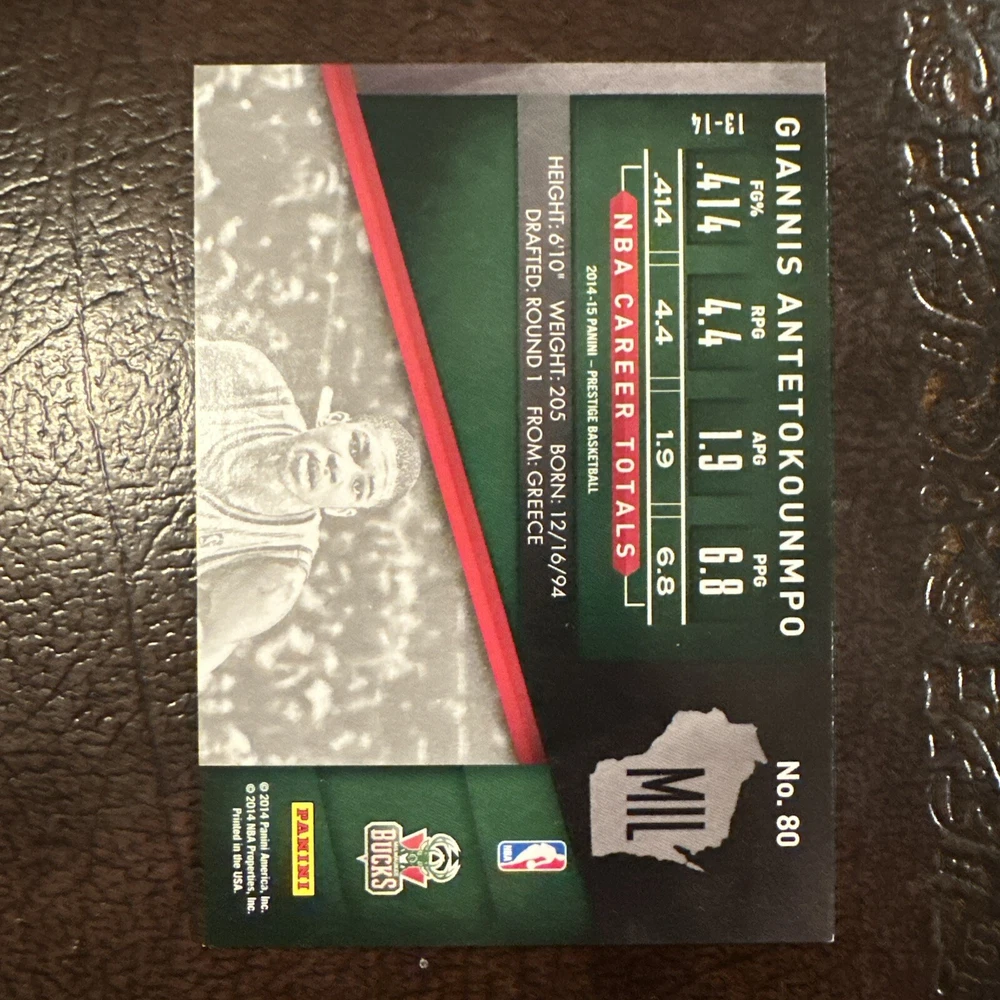 GIANNIS ANTETOKOUNMPO No. 80
FG% RPG APG PPG
13-14 .414 4.4 1.9 6.8
.414 4.4 1.9 6.8
NBA CAREER TOTALS
2014-15 PANINI – PRESTIGE BASKETBALL
HEIGHT: 6'10" WEIGHT: 205 BORN: 12/16/94
DRAFTED: ROUND 1 FROM: GREECE
MIL
NBA
BUCKS
PANINI
© 2014 Panini America, Inc.
© 2014 NBA Properties, Inc.
Printed in the USA.